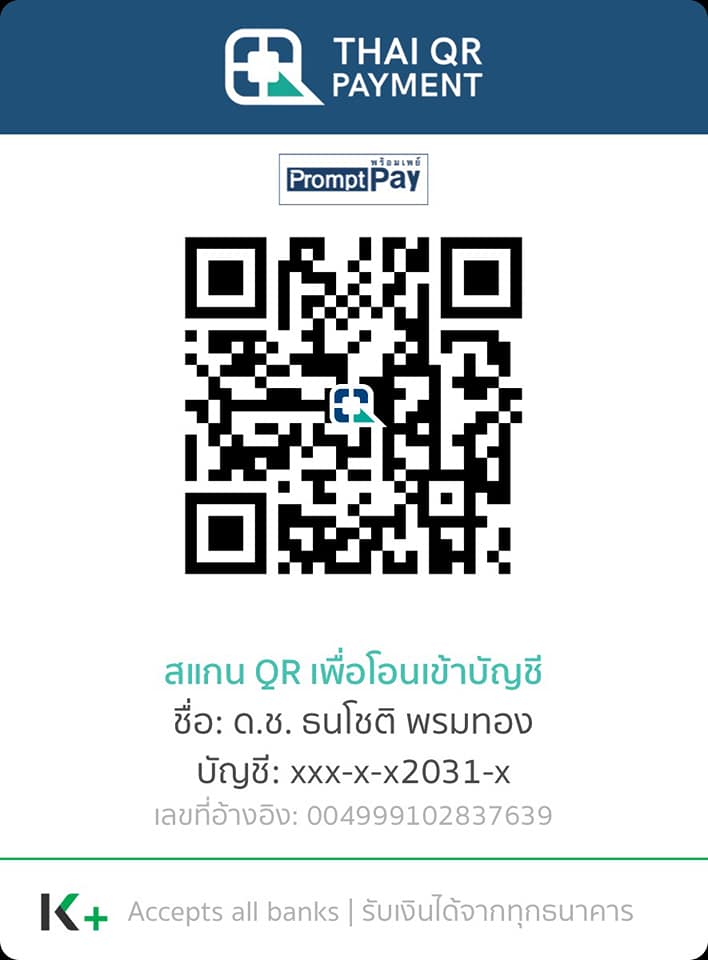 THAI QR
PAYMENT
พร้อมเพย์
PromptPay
สแกน QR เพื่อโอนเข้าบัญชี
ชื่อ: ด.ช. ธนโชติ พรมทอง
บัญชี: xxx-x-x2031-x
เลขที่อ้างอิง: 004999102837639
K+ Accepts all banks | รับเงินได้จากทุกธนาคาร